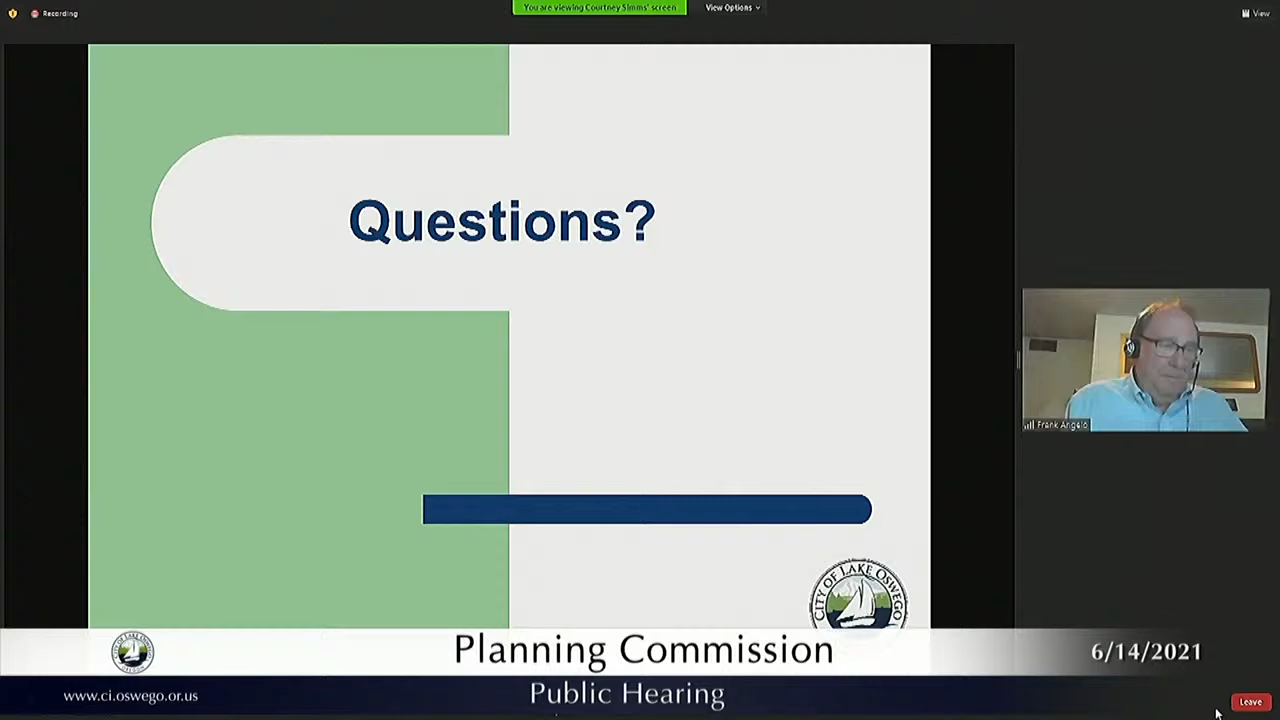 Recording
You are viewing Courtney Simms' screen
View Options
View
Questions?
Frank Angelo
CITY OF LAKE OSWEGO
Planning Commission
6/14/2021
www.ci.oswego.or.us
Public Hearing
Leave